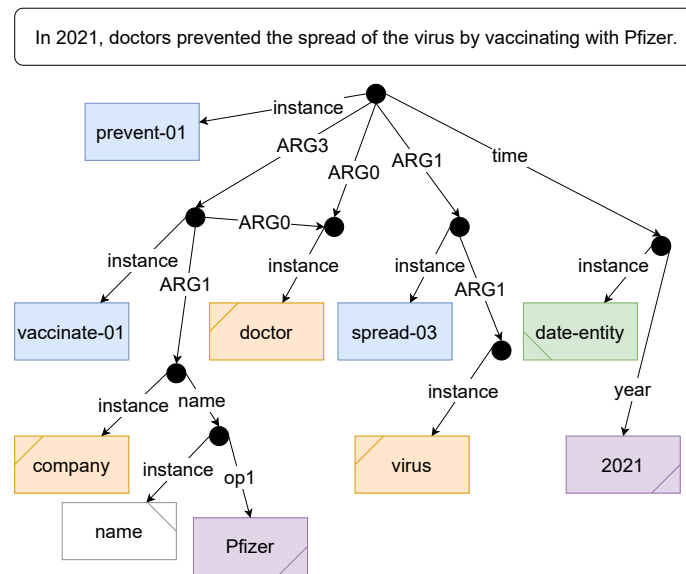 In 2021, doctors prevented the spread of the virus by vaccinating with Pfizer.
instance
prevent-01
ARG3
ARG0
ARG1
time
ARG0
instance
ARG1
instance
instance
ARG1
instance
vaccinate-01
doctor
spread-03
date-entity
instance
name
instance
year
company
virus
2021
instance
op1
name
Pfizer